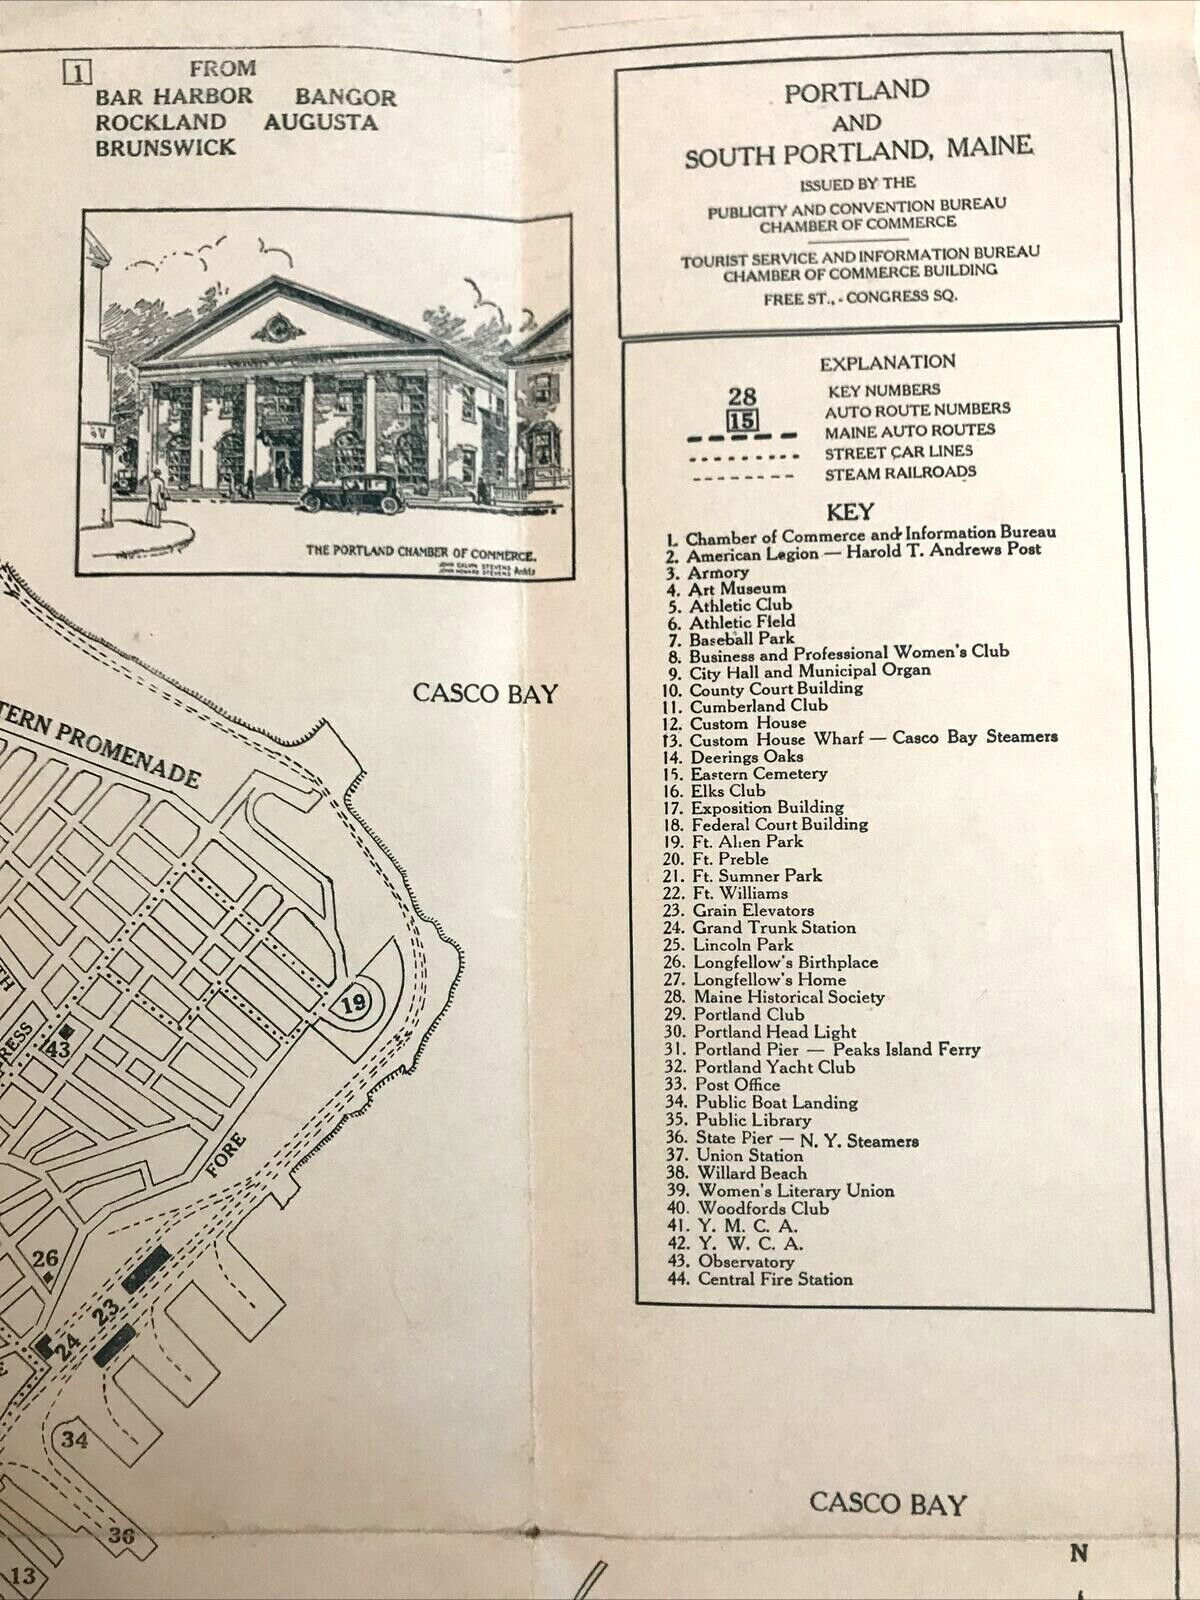 1 FROM
BAR HARBOR BANGOR
ROCKLAND AUGUSTA
BRUNSWICK
THE PORTLAND CHAMBER OF COMMERCE.
JOHN CALVIN STEVENS
JOHN HOWARD STEVENS Archts
PORTLAND
AND
SOUTH PORTLAND, MAINE
ISSUED BY THE
PUBLICITY AND CONVENTION BUREAU
CHAMBER OF COMMERCE
TOURIST SERVICE AND INFORMATION BUREAU
CHAMBER OF COMMERCE BUILDING
FREE ST., - CONGRESS SQ.
EXPLANATION
28 KEY NUMBERS
15 AUTO ROUTE NUMBERS
MAINE AUTO ROUTES
STREET CAR LINES
STEAM RAILROADS
KEY
1. Chamber of Commerce and Information Bureau
2. American Legion — Harold T. Andrews Post
3. Armory
4. Art Museum
5. Athletic Club
6. Athletic Field
7. Baseball Park
8. Business and Professional Women's Club
9. City Hall and Municipal Organ
10. County Court Building
11. Cumberland Club
12. Custom House
13. Custom House Wharf — Casco Bay Steamers
14. Deerings Oaks
15. Eastern Cemetery
16. Elks Club
17. Exposition Building
18. Federal Court Building
19. Ft. Allen Park
20. Ft. Preble
21. Ft. Sumner Park
22. Ft. Williams
23. Grain Elevators
24. Grand Trunk Station
25. Lincoln Park
26. Longfellow's Birthplace
27. Longfellow's Home
28. Maine Historical Society
29. Portland Club
30. Portland Head Light
31. Portland Pier — Peaks Island Ferry
32. Portland Yacht Club
33. Post Office
34. Public Boat Landing
35. Public Library
36. State Pier — N. Y. Steamers
37. Union Station
38. Willard Beach
39. Women's Literary Union
40. Woodfords Club
41. Y. M. C. A.
42. Y. W. C. A.
43. Observatory
44. Central Fire Station
CASCO BAY
TERN PROMENADE
TH
RESS
43
19
FORE
26
24 23
E
34
36
13
CASCO BAY
N